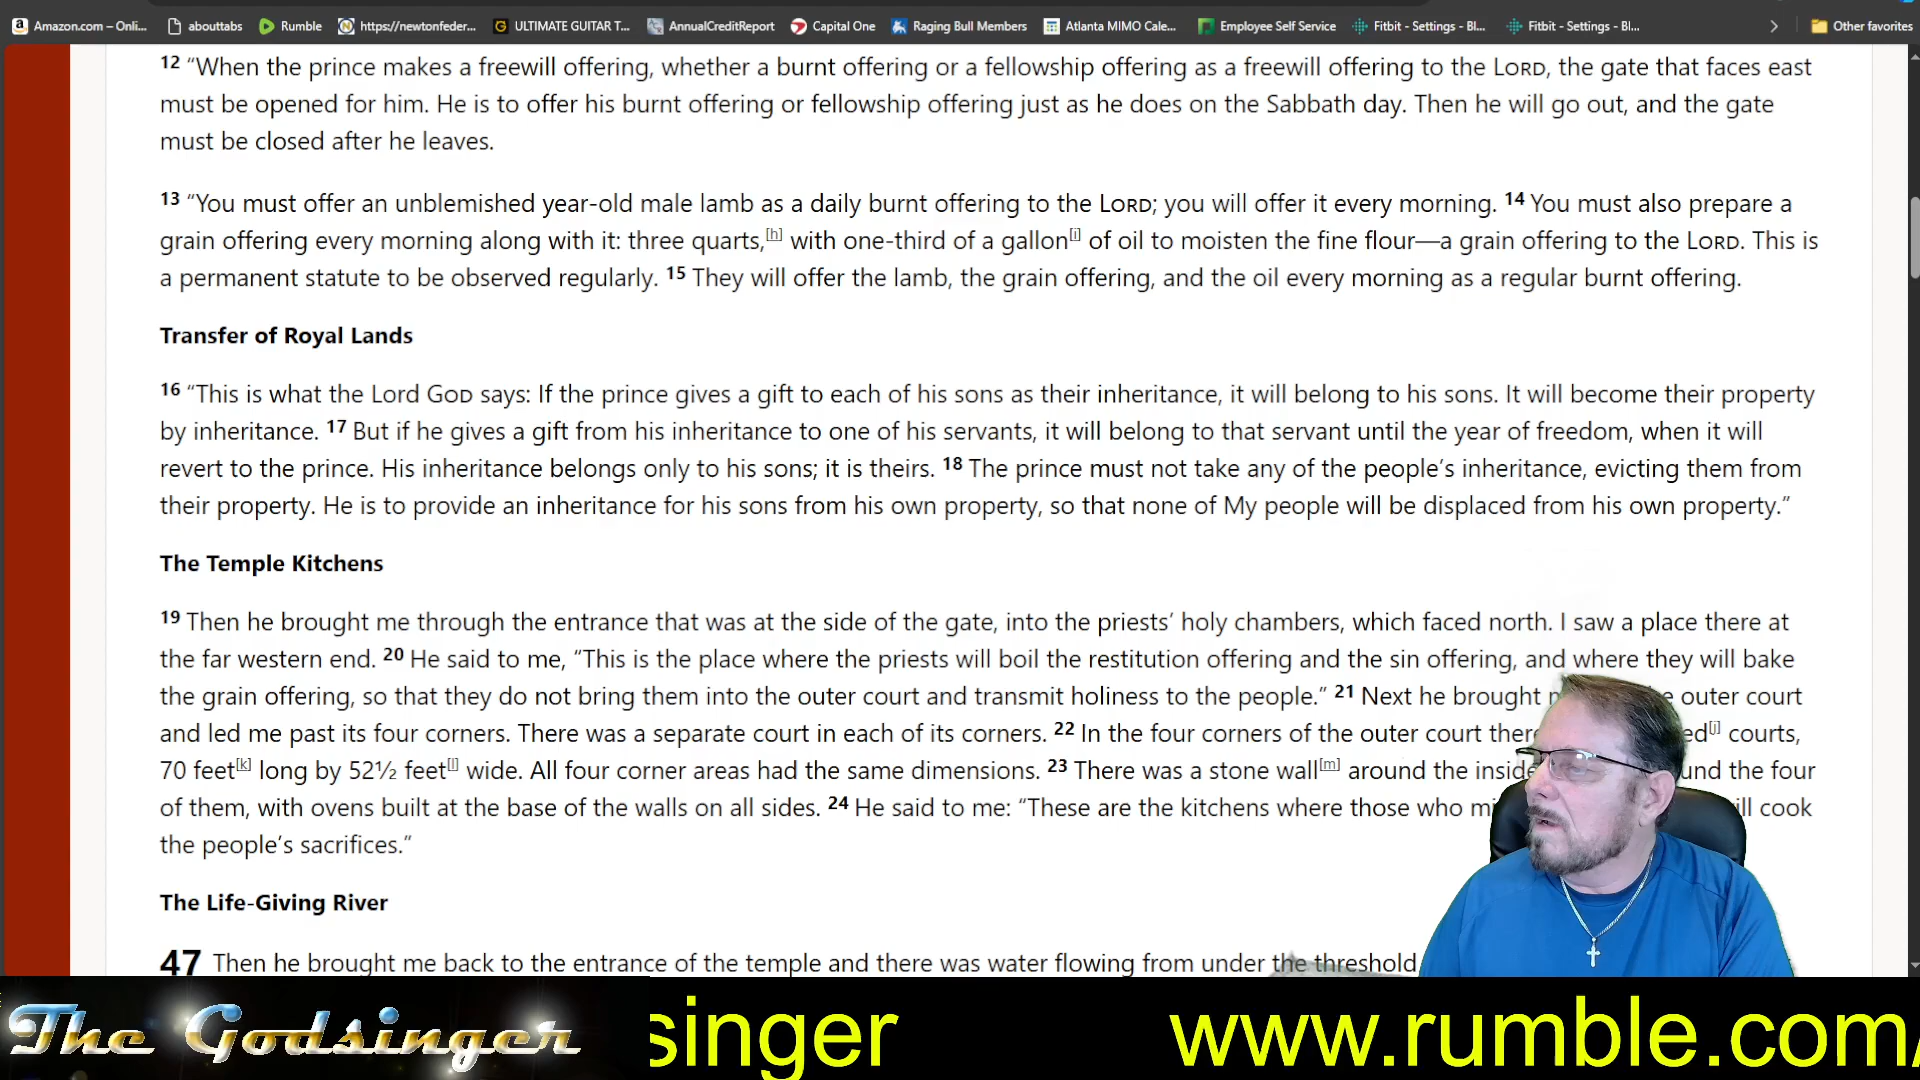 Amazon.com – Onli...
abouttabs
Rumble
https://newtonfeder...
ULTIMATE GUITAR T...
AnnualCreditReport
Capital One
Raging Bull Members
Atlanta MIMO Cale...
Employee Self Service
Fitbit - Settings - Bl...
Fitbit - Settings - Bl...
Other favorites
12 “When the prince makes a freewill offering, whether a burnt offering or a fellowship offering as a freewill offering to the LORD, the gate that faces east
must be opened for him. He is to offer his burnt offering or fellowship offering just as he does on the Sabbath day. Then he will go out, and the gate
must be closed after he leaves.
13 “You must offer an unblemished year-old male lamb as a daily burnt offering to the LORD; you will offer it every morning. 14 You must also prepare a
grain offering every morning along with it: three quarts,[h] with one-third of a gallon[i] of oil to moisten the fine flour—a grain offering to the LORD. This is
a permanent statute to be observed regularly. 15 They will offer the lamb, the grain offering, and the oil every morning as a regular burnt offering.
Transfer of Royal Lands
16 “This is what the Lord GOD says: If the prince gives a gift to each of his sons as their inheritance, it will belong to his sons. It will become their property
by inheritance. 17 But if he gives a gift from his inheritance to one of his servants, it will belong to that servant until the year of freedom, when it will
revert to the prince. His inheritance belongs only to his sons; it is theirs. 18 The prince must not take any of the people’s inheritance, evicting them from
their property. He is to provide an inheritance for his sons from his own property, so that none of My people will be displaced from his own property.”
The Temple Kitchens
19 Then he brought me through the entrance that was at the side of the gate, into the priests’ holy chambers, which faced north. I saw a place there at
the far western end. 20 He said to me, “This is the place where the priests will boil the restitution offering and the sin offering, and where they will bake
the grain offering, so that they do not bring them into the outer court and transmit holiness to the people.” 21 Next he brought outer court
and led me past its four corners. There was a separate court in each of its corners. 22 In the four corners of the outer court [j] courts,
70 feet[k] long by 52½ feet[l] wide. All four corner areas had the same dimensions. 23 There was a stone wall[m] around the the four
of them, with ovens built at the base of the walls on all sides. 24 He said to me: “These are the kitchens where those who cook
the people’s sacrifices.”
The Life-Giving River
47 Then he brought me back to the entrance of the temple and there was water flowing from under the threshold
The Godsinger
singer
www.rumble.com/